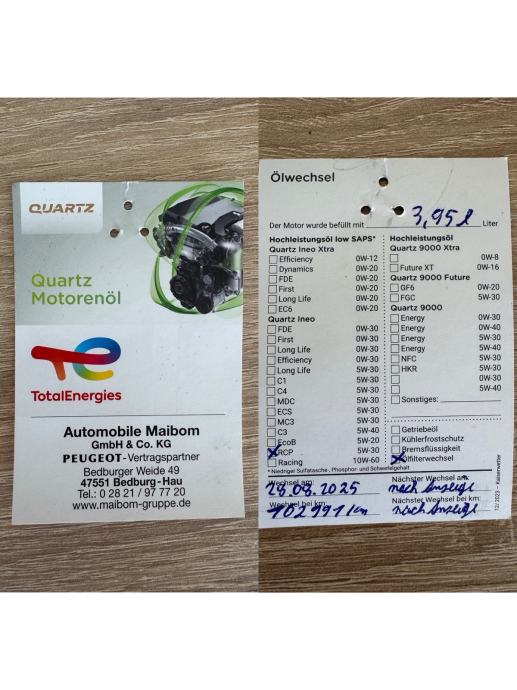 QUARTZ
Quartz
Motorenöl
TotalEnergies
Automobile Maibom
GmbH & Co. KG
PEUGEOT-Vertragspartner
Bedburger Weide 49
47551 Bedburg-Hau
Tel.: 0 28 21 / 97 77 20
www.maibom-gruppe.de
Ölwechsel
Der Motor wurde befüllt mit 3,95 l Liter
Hochleistungsöl low SAPS*
Quartz Ineo Xtra
Efficiency 0W-12
Dynamics 0W-20
FDE 0W-20
First 0W-20
Long Life 0W-20
EC6 0W-20
Quartz Ineo
FDE 0W-30
First 0W-30
Long Life 0W-30
Efficiency 0W-30
C1 5W-30
C4 5W-30
MDC 5W-30
ECS 5W-30
MC3 5W-30
C3 5W-40
EcoB 5W-20
RCP 5W-30
Racing 10W-60
* Niedriger Sulfatasche-, Phosphor- und Schwefelgehalt
Wechsel am:
28.08.2025
Wechsel bei km:
102991 km
Hochleistungsöl
Quartz 9000 Xtra
0W-8
Future XT 0W-16
Quartz 9000 Future
GF6 0W-20
FGC 5W-30
Quartz 9000
Energy 0W-30
Energy 0W-40
Energy 5W-30
Energy 5W-40
NFC 5W-30
HKR 5W-30
0W-30
5W-40
Sonstiges:
Getriebeöl
Kühlerfrostschutz
Bremsflüssigkeit
Ölfilterwechsel
Nächster Wechsel am:
nach Anzeige
Nächster Wechsel bei km:
nach Anzeige
12/2023 - Kaiserwetter